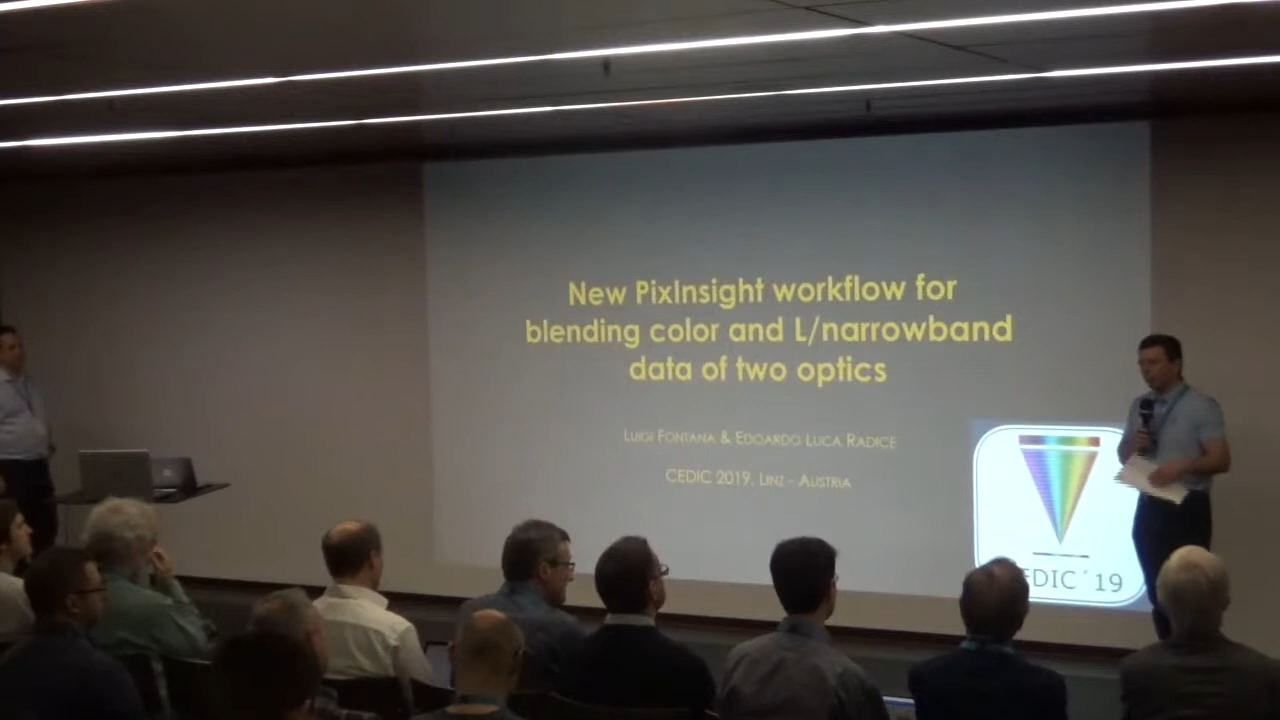 New PixInsight workflow for
blending color and L/narrowband
data of two optics
LUIGI FONTANA & EDOARDO LUCA RADICE
CEDIC 2019, LINZ - AUSTRIA
EDIC´19